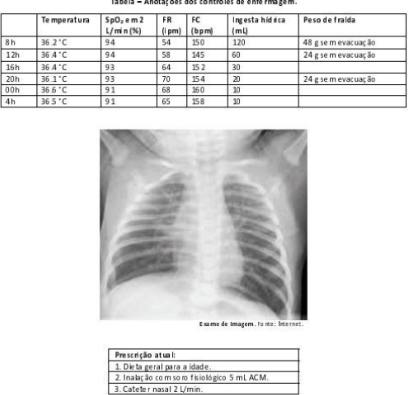 Tabela – Anotações dos controles de enfermagem.
Temperatura SpO₂ em 2 L/min (%) FR (ipm) FC (bpm) Ingesta hídrica (mL) Peso de fralda
8h 36.2 °C 94 54 150 120 48 g sem evacuação
12h 36.4 °C 94 58 145 60 24 g sem evacuação
16h 36.4 °C 93 64 152 30
20h 36.1 °C 93 70 154 20 24 g sem evacuação
00h 36.6 °C 91 68 160 10
4h 36.5 °C 91 65 158 10
Exame de Imagem. Fonte: Internet.
Prescrição atual:
1. Dieta geral para a idade.
2. Inalação com soro fisiológico 5 mL ACM.
3. Cateter nasal 2 L/min.